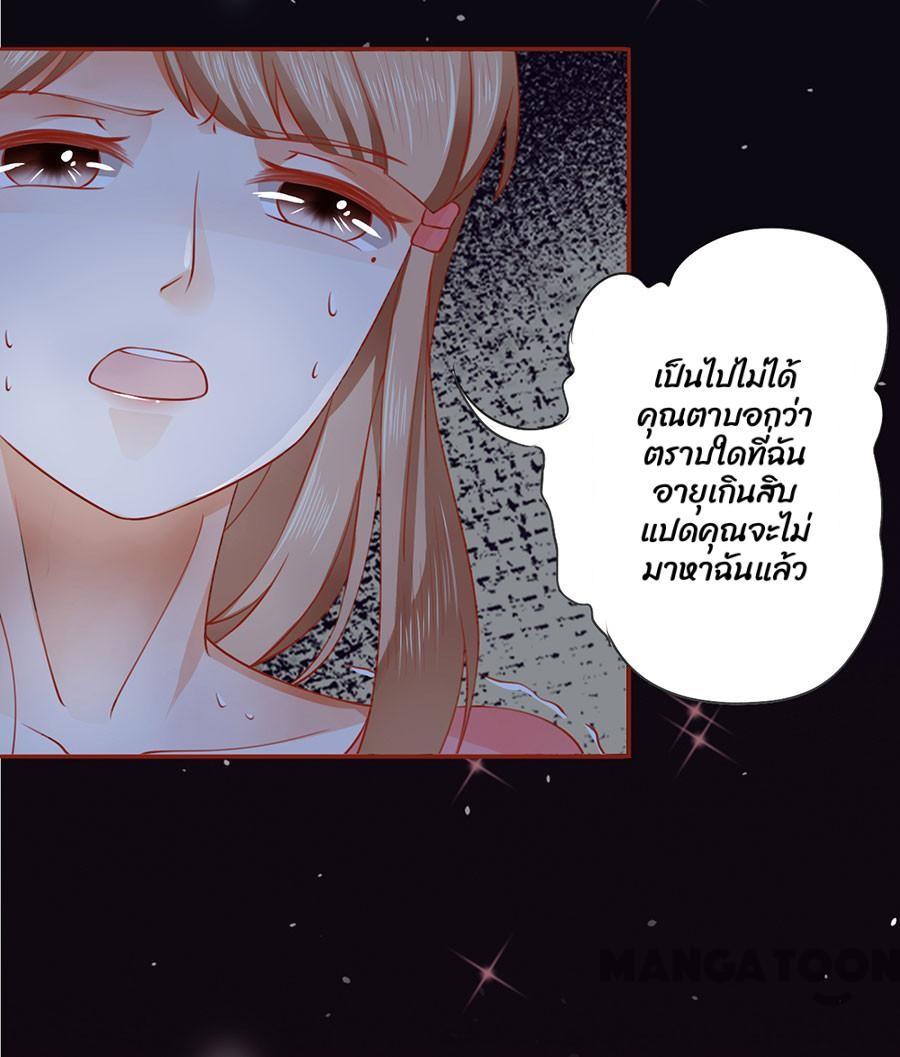 เป็นไปไม่ได้
คุณตาบอกว่า
ตราบใดที่ฉัน
อายุเกินสิบ
แปดคุณจะไม่
มาหาฉันแล้ว
MANGATOON